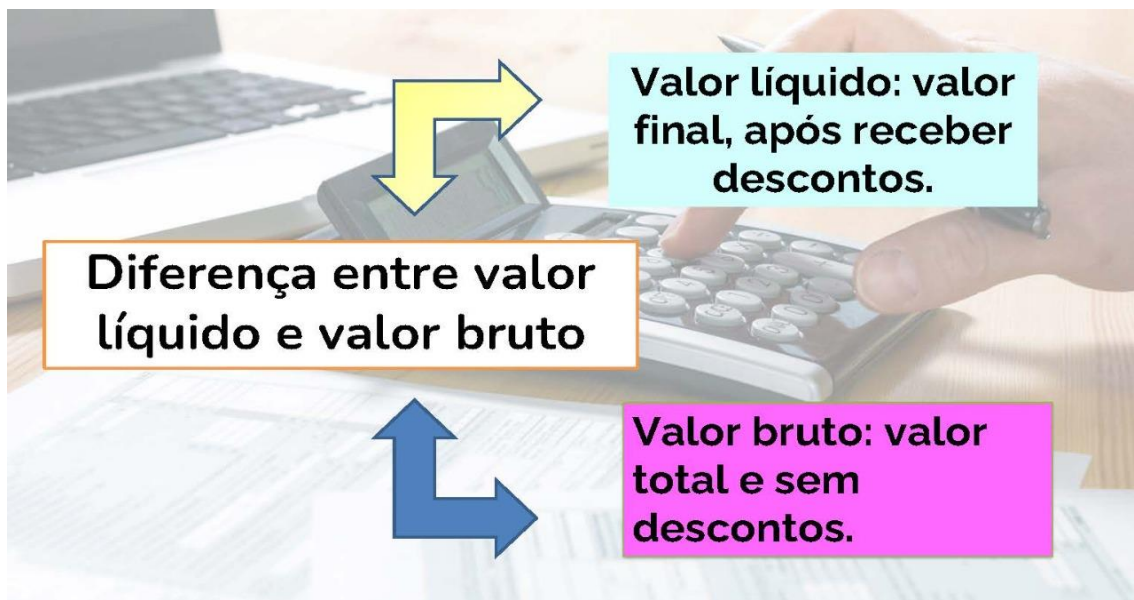 Valor líquido: valor
final, após receber
descontos.
Diferença entre valor
líquido e valor bruto
Valor bruto: valor
total e sem
descontos.